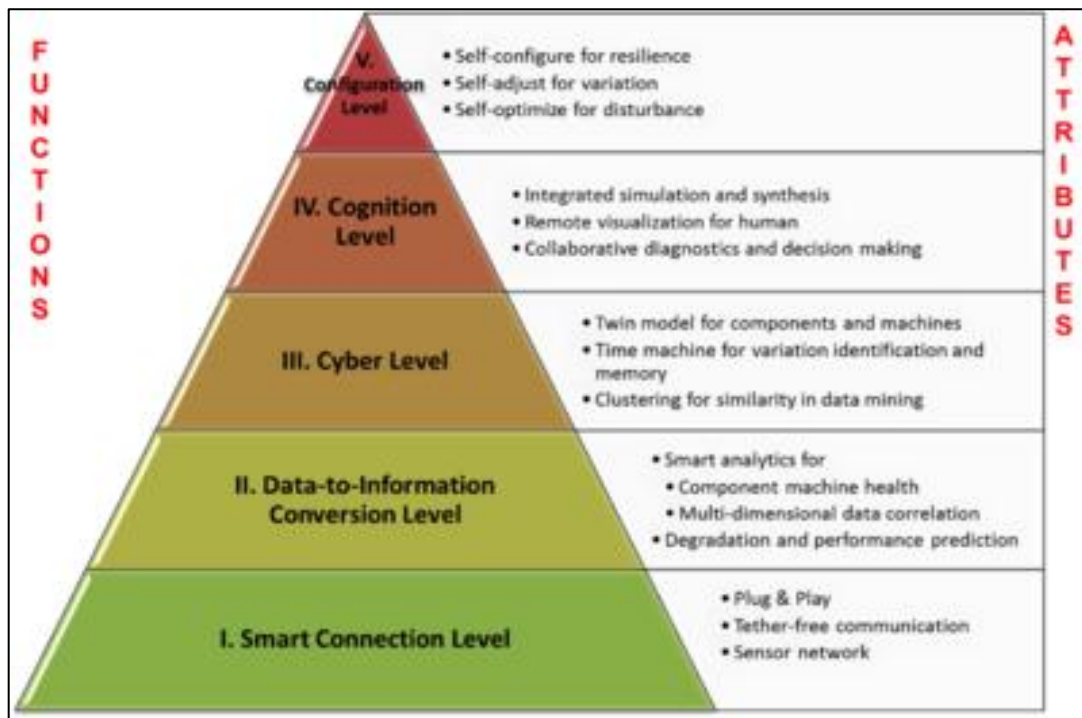 FUNCTIONS
ATTRIBUTES
V.
Configuration
Level
• Self-configure for resilience
• Self-adjust for variation
• Self-optimize for disturbance
IV. Cognition
Level
• Integrated simulation and synthesis
• Remote visualization for human
• Collaborative diagnostics and decision making
III. Cyber Level
• Twin model for components and machines
• Time machine for variation identification and
memory
• Clustering for similarity in data mining
II. Data-to-Information
Conversion Level
• Smart analytics for
• Component machine health
• Multi-dimensional data correlation
• Degradation and performance prediction
I. Smart Connection Level
• Plug & Play
• Tether-free communication
• Sensor network